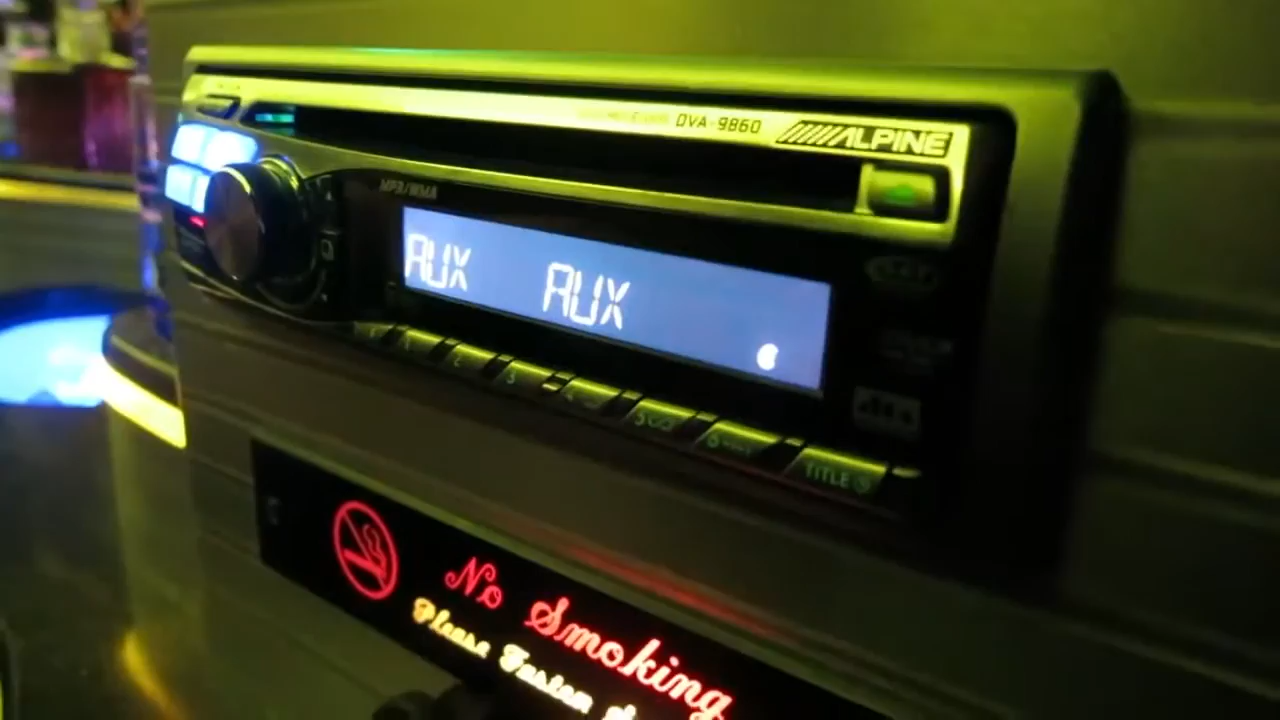 DVA-9860 ALPINE
MP3/WMA
AUX AUX
TITLE
No Smoking
Please Fasten